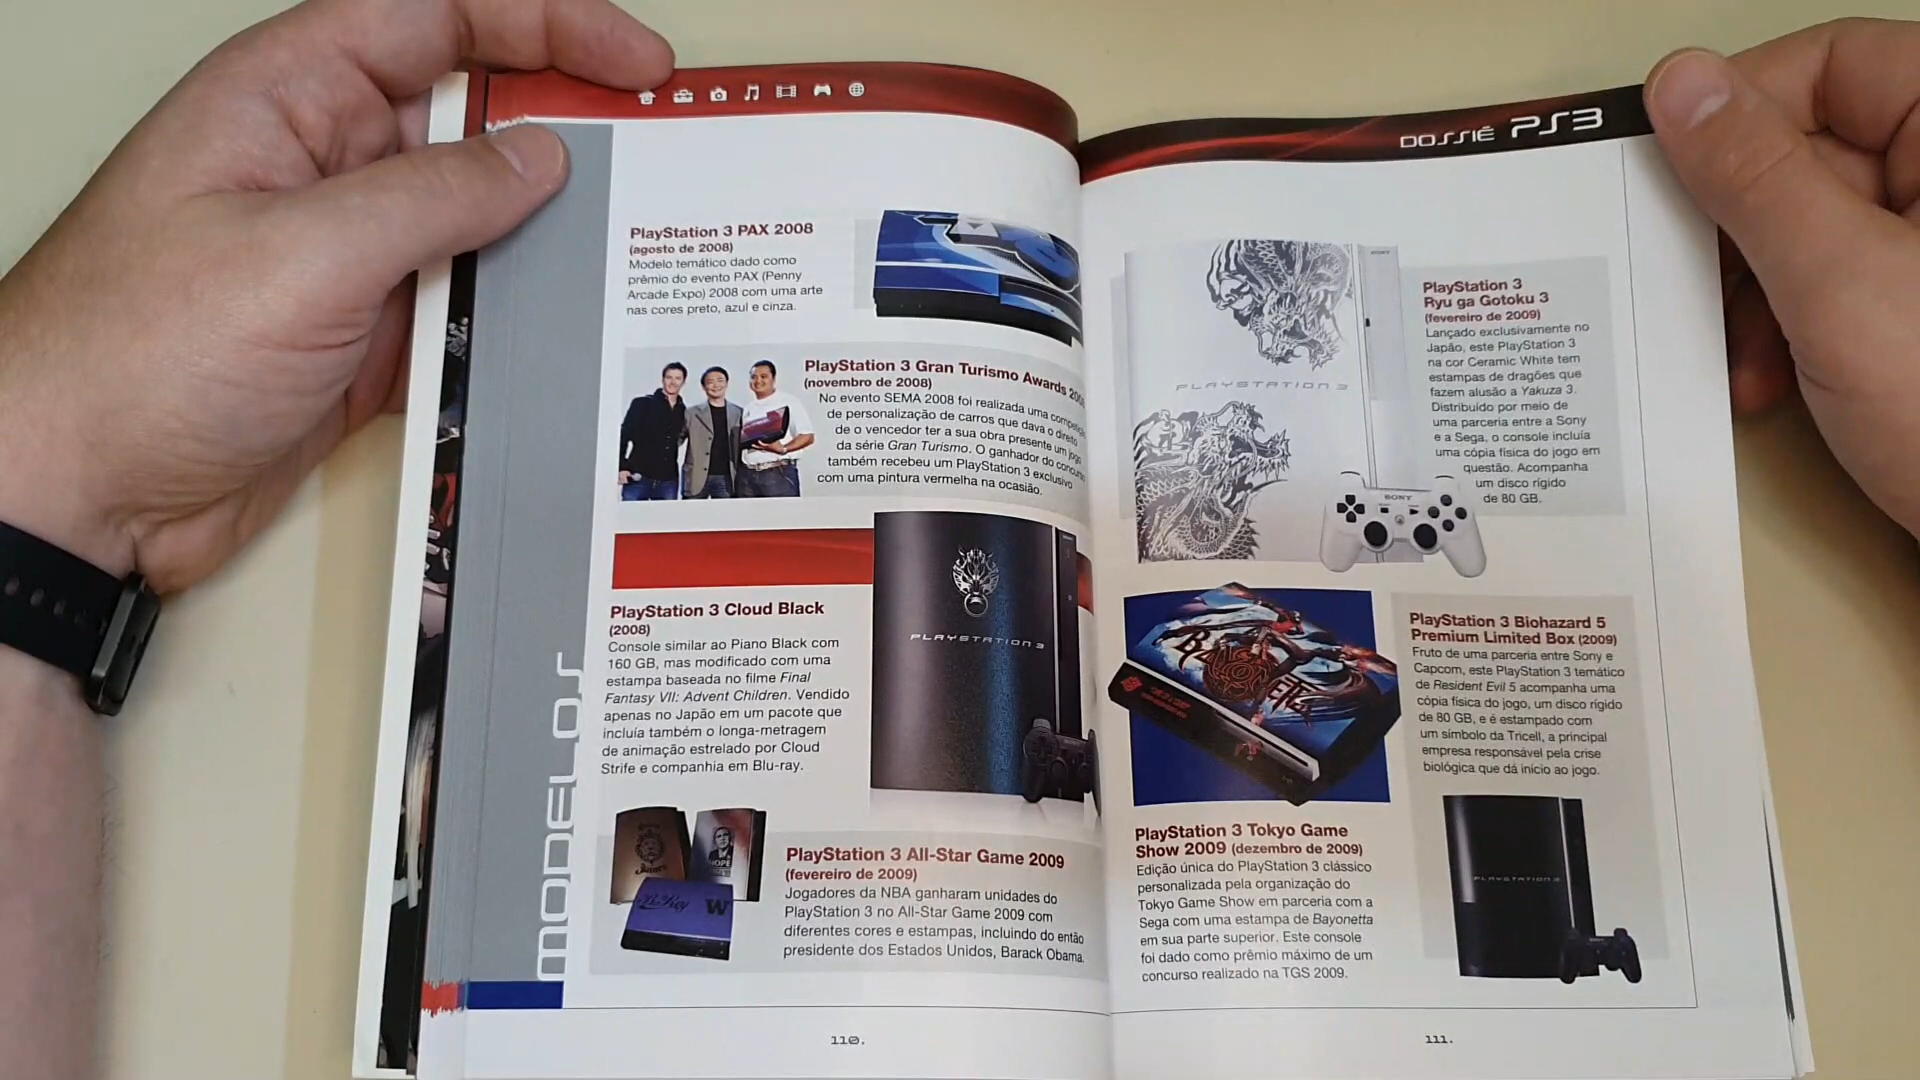 PlayStation 3 PAX 2008
(agosto de 2008)
Modelo temático dado como
prêmio do evento PAX (Penny
Arcade Expo) 2008 com uma arte
nas cores preto, azul e cinza.
PlayStation 3 Gran Turismo Awards 2008
(novembro de 2008)
No evento SEMA 2008 foi realizada uma competição
de personalização de carros que dava o direito
de o vencedor ter a sua obra presente um jogo
da série Gran Turismo. O ganhador do concurso
também recebeu um PlayStation 3 exclusivo
com uma pintura vermelha na ocasião.
PLAYSTATION 3
PlayStation 3 Cloud Black
(2008)
Console similar ao Piano Black com
160 GB, mas modificado com uma
estampa baseada no filme Final
Fantasy VII: Advent Children. Vendido
apenas no Japão em um pacote que
incluía também o longa-metragem
de animação estrelado por Cloud
Strife e companhia em Blu-ray.
HOPE
W
PlayStation 3 All-Star Game 2009
(fevereiro de 2009)
Jogadores da NBA ganharam unidades do
PlayStation 3 no All-Star Game 2009 com
diferentes cores e estampas, incluindo do então
presidente dos Estados Unidos, Barack Obama.
MODELOS
110.
DOSSIÊ PS3
SONY
PLAYSTATION 3
SONY
PlayStation 3
Ryu ga Gotoku 3
(fevereiro de 2009)
Lançado exclusivamente no
Japão, este PlayStation 3
na cor Ceramic White tem
estampas de dragões que
fazem alusão a Yakuza 3.
Distribuído por meio de
uma parceria entre a Sony
e a Sega, o console incluía
uma cópia física do jogo em
questão. Acompanha
um disco rígido
de 80 GB.
BAYONETTA
PlayStation 3 Tokyo Game
Show 2009 (dezembro de 2009)
Edição única do PlayStation 3 clássico
personalizada pela organização do
Tokyo Game Show em parceria com a
Sega com uma estampa de Bayonetta
em sua parte superior. Este console
foi dado como prêmio máximo de um
concurso realizado na TGS 2009.
PlayStation 3 Biohazard 5
Premium Limited Box (2009)
Fruto de uma parceria entre Sony e
Capcom, este PlayStation 3 temático
de Resident Evil 5 acompanha uma
cópia física do jogo, um disco rígido
de 80 GB, e é estampado com
um símbolo da Tricell, a principal
empresa responsável pela crise
biológica que dá início ao jogo.
PLAYSTATION 3
111.